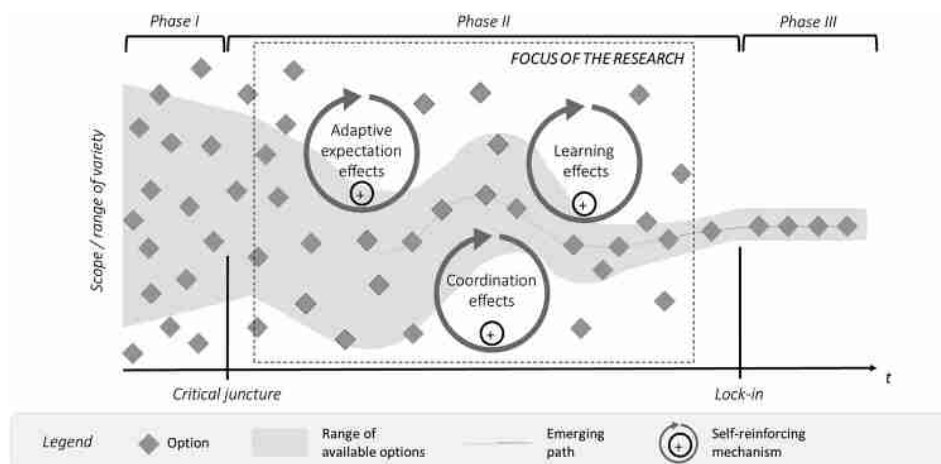 Phase I
Phase II
Phase III
FOCUS OF THE RESEARCH
Scope / range of variety
Adaptive
expectation
effects
+
Learning
effects
+
Coordination
effects
+
t
Critical juncture
Lock-in
Legend
Option
Range of
available options
Emerging
path
+
Self-reinforcing
mechanism